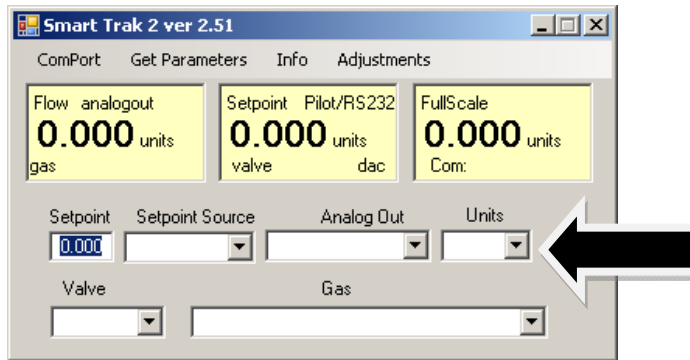 Smart Trak 2 ver 2.51
ComPort Get Parameters Info Adjustments
Flow analogout Setpoint Pilot/RS232 FullScale
0.000 units 0.000 units 0.000 units
gas valve dac Com:
Setpoint Setpoint Source Analog Out Units
0.000
Valve Gas